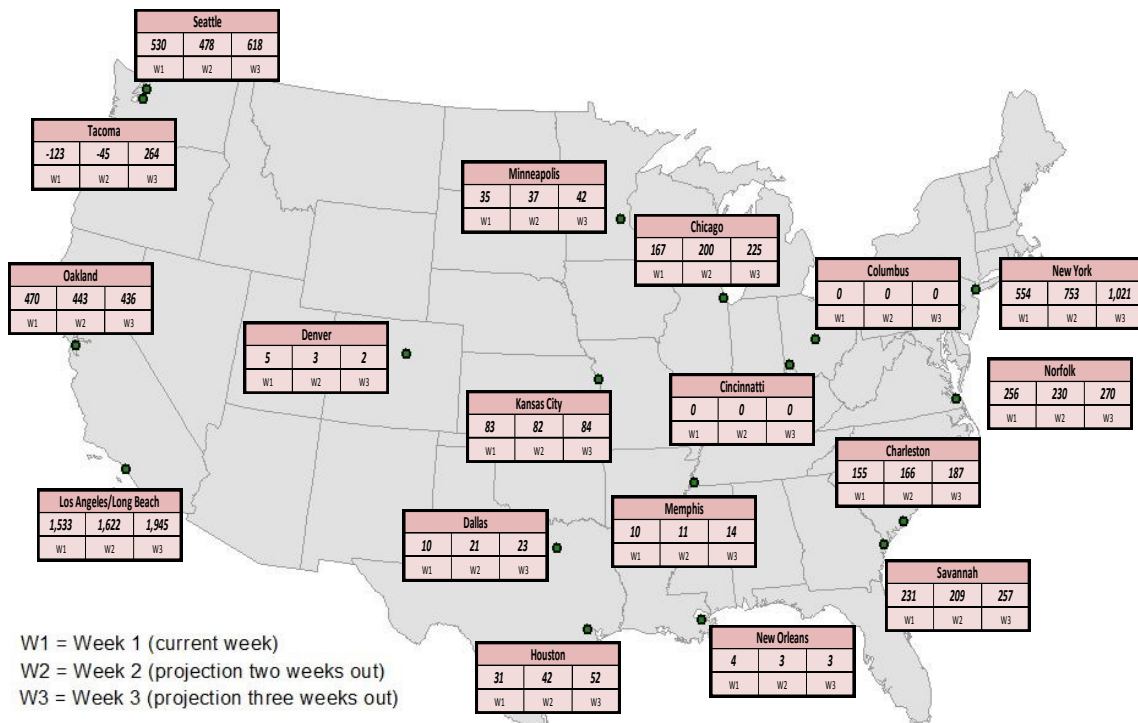 Seattle
530 478 618
W1 W2 W3
Tacoma
-123 -45 264
W1 W2 W3
Minneapolis
35 37 42
W1 W2 W3
Chicago
167 200 225
W1 W2 W3
Oakland
470 443 436
W1 W2 W3
Columbus
0 0 0
W1 W2 W3
New York
554 753 1,021
W1 W2 W3
Denver
5 3 2
W1 W2 W3
Cincinnatti
0 0 0
W1 W2 W3
Norfolk
256 230 270
W1 W2 W3
Kansas City
83 82 84
W1 W2 W3
Charleston
155 166 187
W1 W2 W3
Los Angeles/Long Beach
1,533 1,622 1,945
W1 W2 W3
Dallas
10 21 23
W1 W2 W3
Memphis
10 11 14
W1 W2 W3
Savannah
231 209 257
W1 W2 W3
Houston
31 42 52
W1 W2 W3
New Orleans
4 3 3
W1 W2 W3
W1 = Week 1 (current week)
W2 = Week 2 (projection two weeks out)
W3 = Week 3 (projection three weeks out)